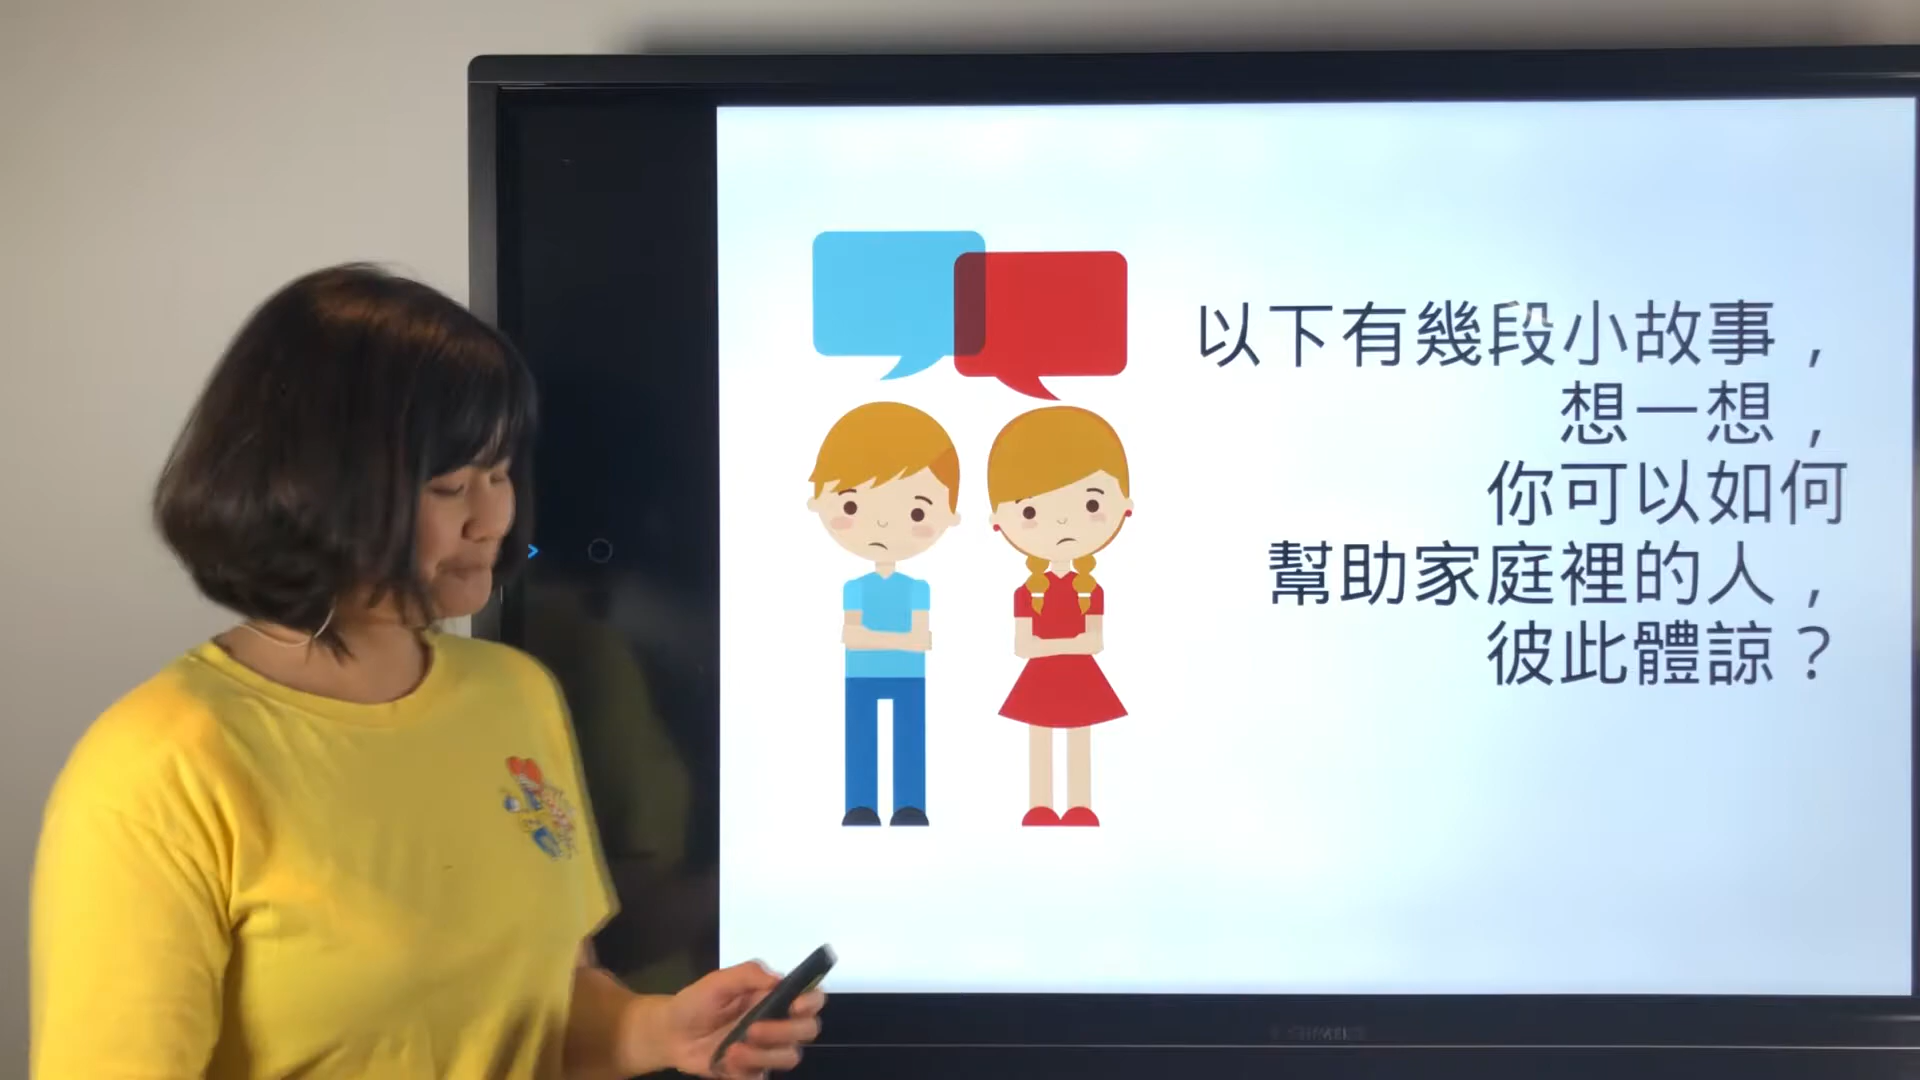 以下有幾段小故事，
想一想，
你可以如何
幫助家庭裡的人，
彼此體諒？